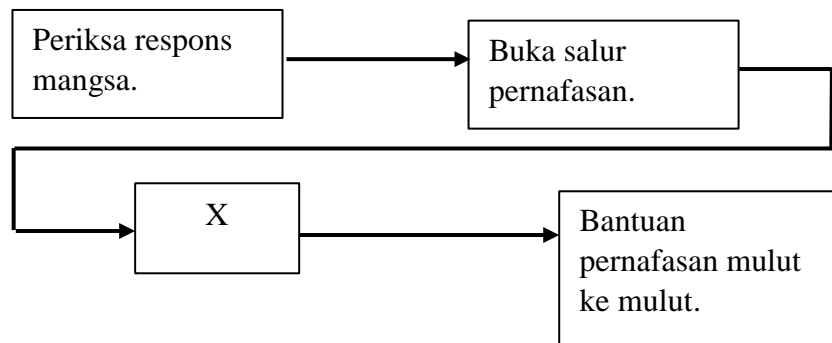 Periksa respons
mangsa.
Buka salur
pernafasan.
X
Bantuan
pernafasan mulut
ke mulut.